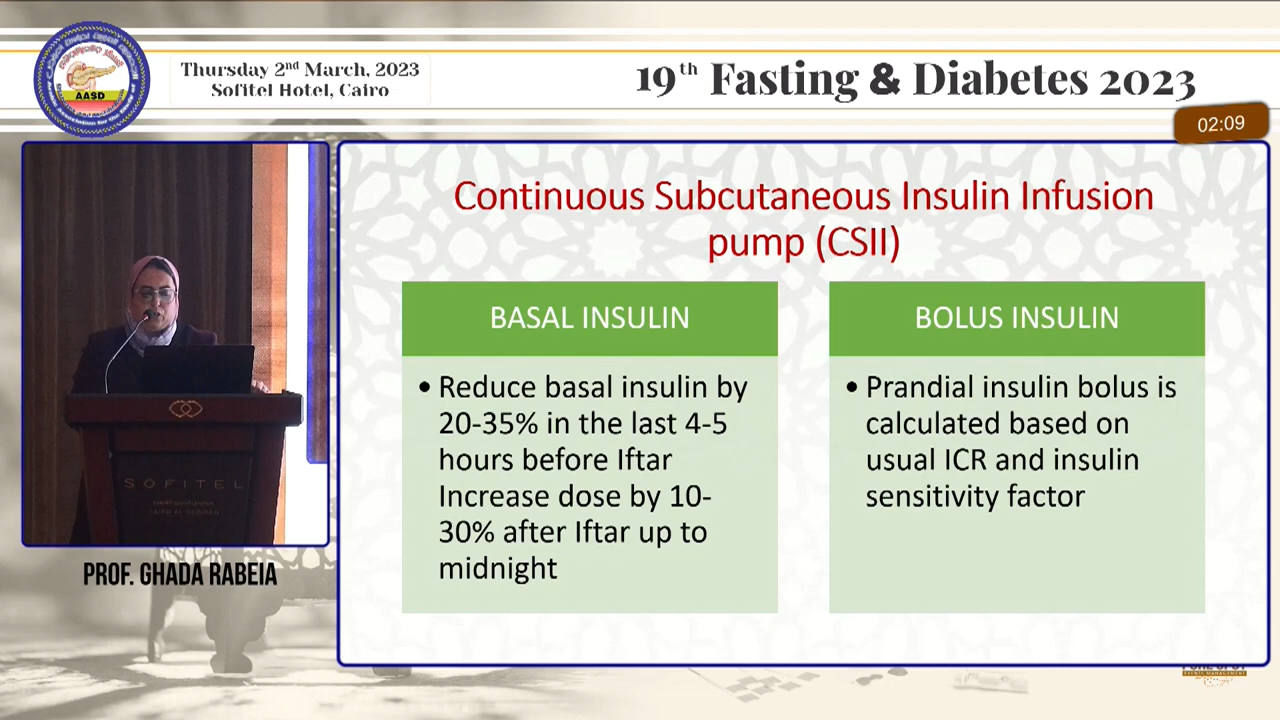 AASD
Thursday 2nd March, 2023
Sofitel Hotel, Cairo
19th Fasting & Diabetes 2023
02:09
Continuous Subcutaneous Insulin Infusion
pump (CSII)
BASAL INSULIN
• Reduce basal insulin by
20-35% in the last 4-5
hours before Iftar
Increase dose by 10-
30% after Iftar up to
midnight
BOLUS INSULIN
• Prandial insulin bolus is
calculated based on
usual ICR and insulin
sensitivity factor
SOFITEL
PROF. GHADA RABEIA